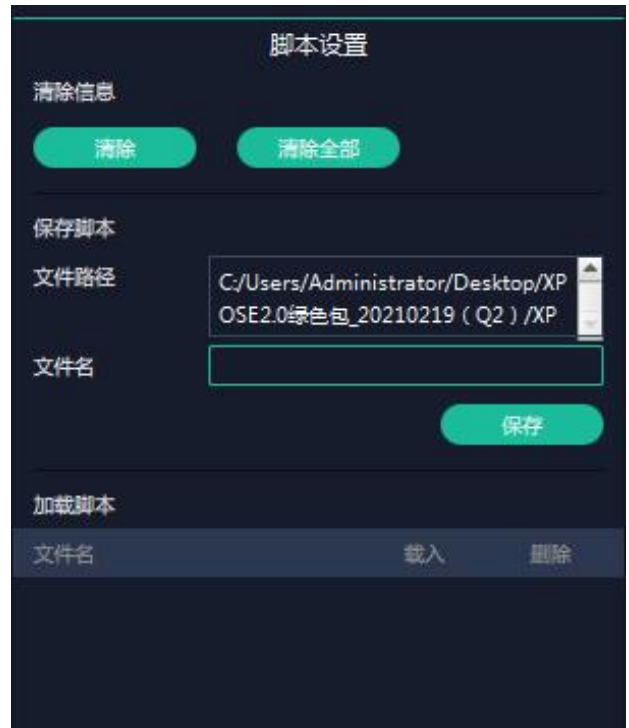 脚本设置
清除信息
清除 清除全部
保存脚本
文件路径 C:/Users/Administrator/Desktop/XP
OSE2.0绿色包_20210219（Q2）/XP
文件名
保存
加载脚本
文件名 载入 删除